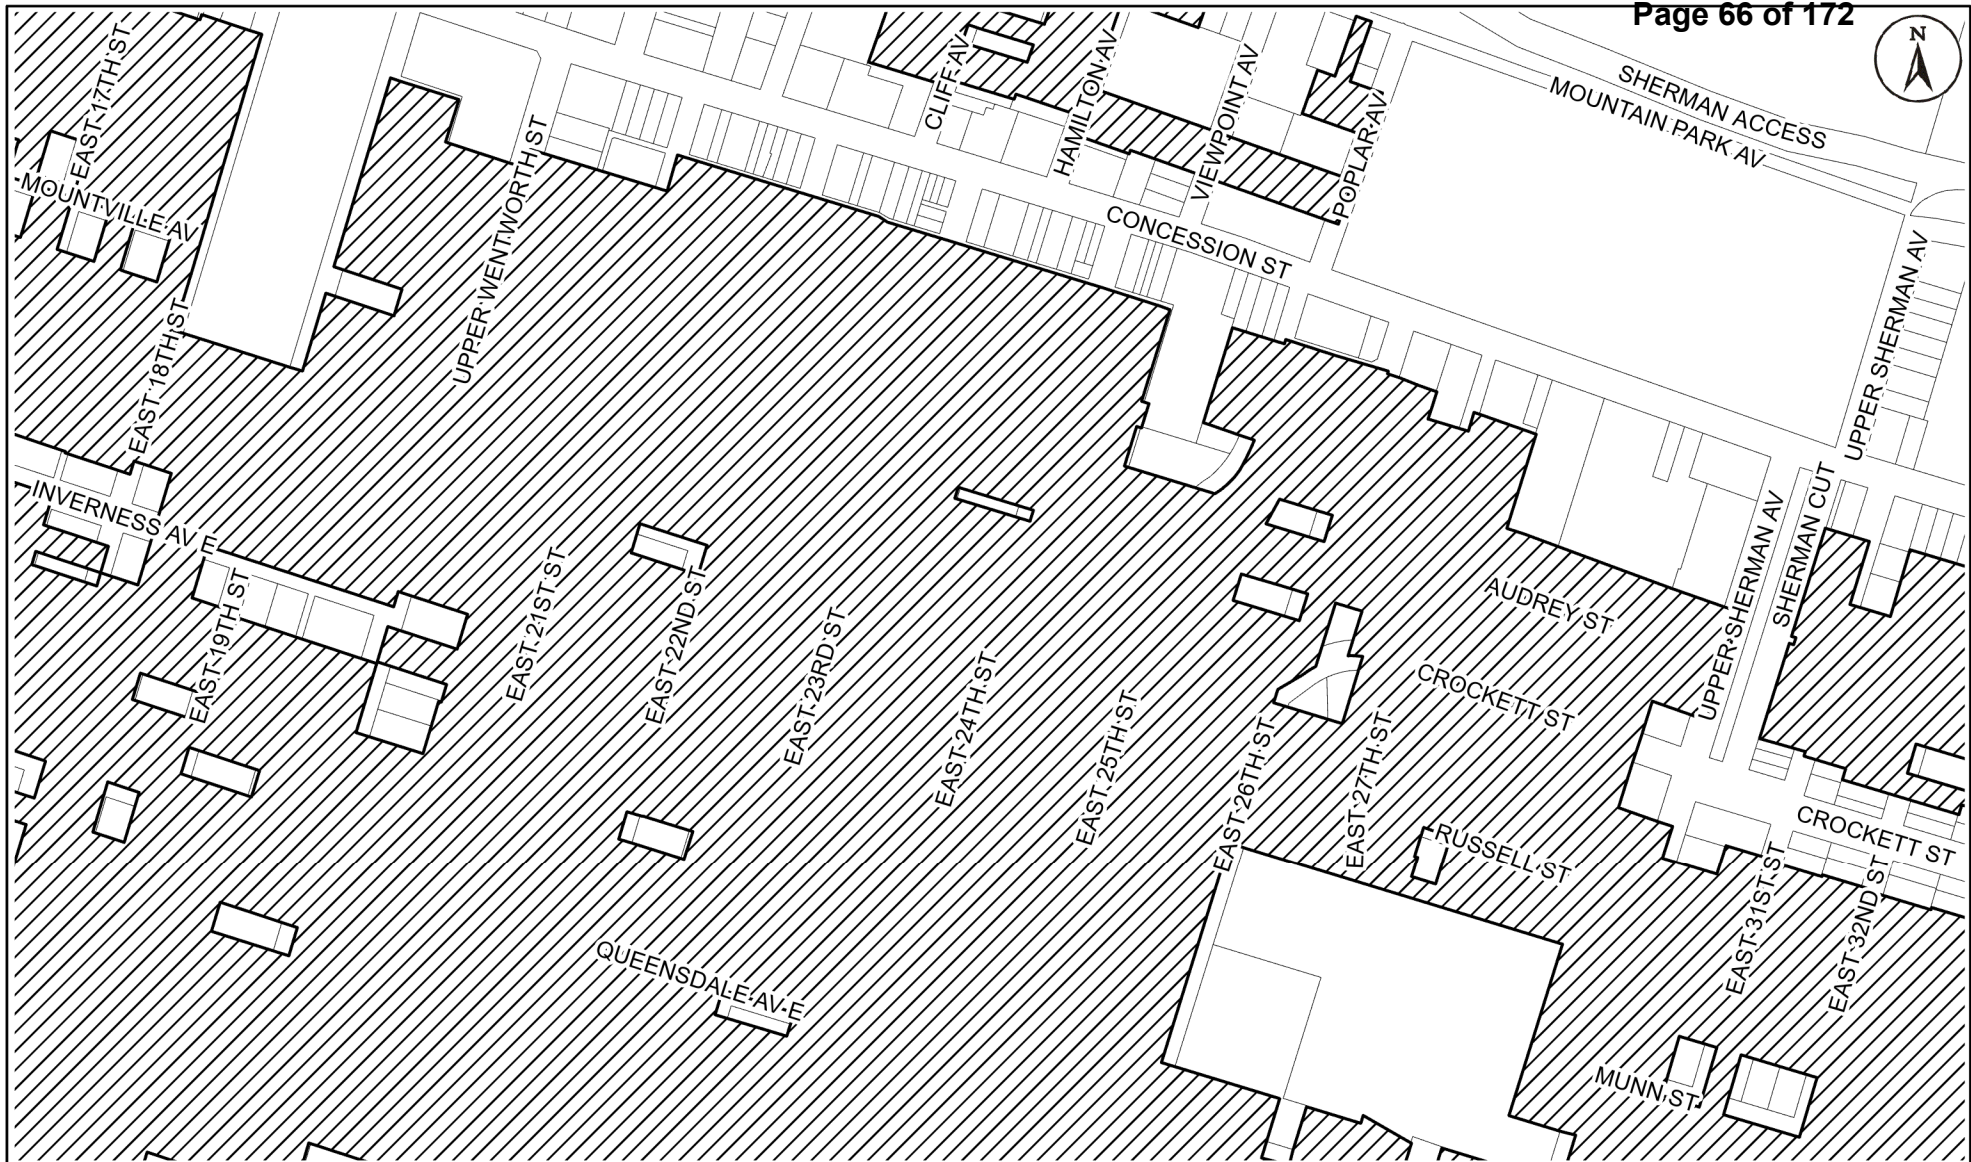 Page 66 of 172
N
EAST 17TH ST
CLIFF AV
HAMILTON AV
VIEWPOINT AV
SHERMAN ACCESS
MOUNTAIN PARK AV
POPLAR AV
MOUNTVILLE AV
UPPER WENTWORTH ST
CONCESSION ST
UPPER SHERMAN AV
EAST 18TH ST
INVERNESS AV E
EAST 19TH ST
EAST 21ST ST
EAST 22ND ST
EAST 23RD ST
EAST 24TH ST
EAST 25TH ST
EAST 26TH ST
EAST 27TH ST
AUDREY ST
CROCKETT ST
UPPER SHERMAN AV
SHERMAN CUT
RUSSELL ST
CROCKETT ST
EAST 31ST ST
EAST 32ND ST
QUEENSDALE AV E
MUNN ST